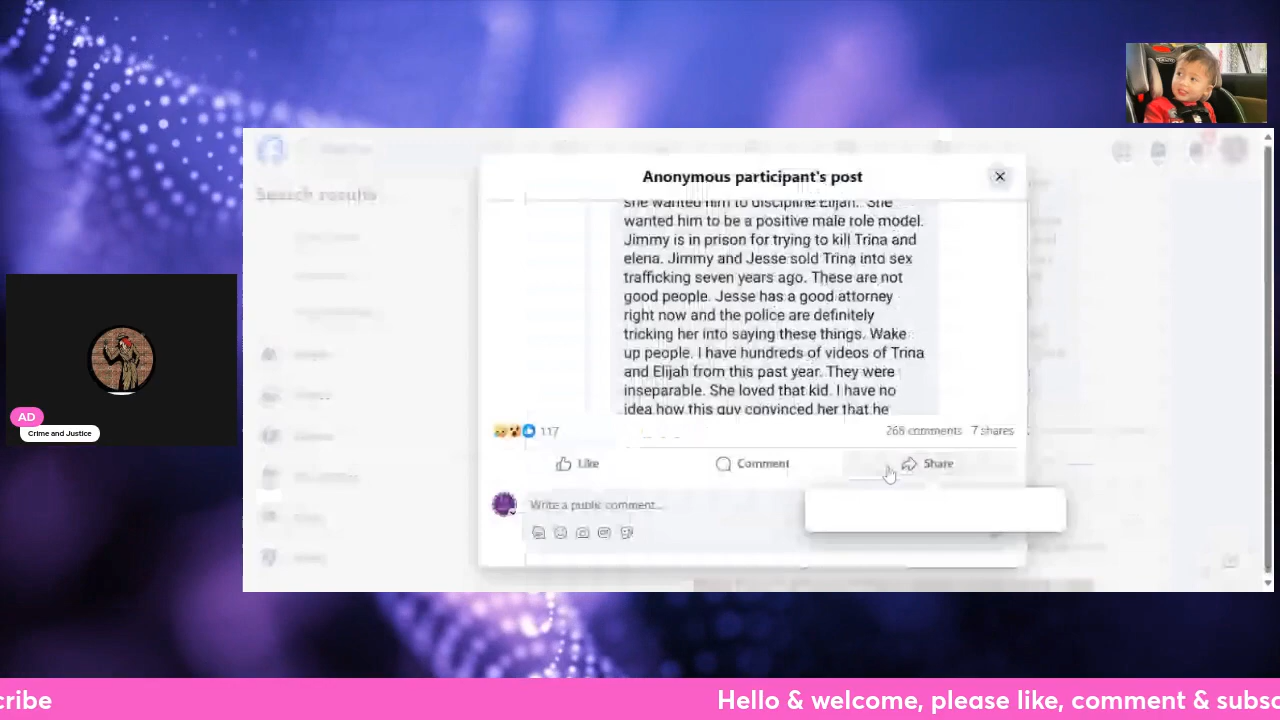 Anonymous participant's post
she wanted him to discipline Elijah. She
wanted him to be a positive male role model.
Jimmy is in prison for trying to kill Trina and
elena. Jimmy and Jesse sold Trina into sex
trafficking seven years ago. These are not
good people. Jesse has a good attorney
right now and the police are definitely
tricking her into saying these things. Wake
up people. I have hundreds of videos of Trina
and Elijah from this past year. They were
inseparable. She loved that kid. I have no
idea how this guy convinced her that he
117
268 comments 7 shares
Like Comment Share
Write a public comment...
Search results
AD
Crime and Justice
cribe Hello & welcome, please like, comment & subsc